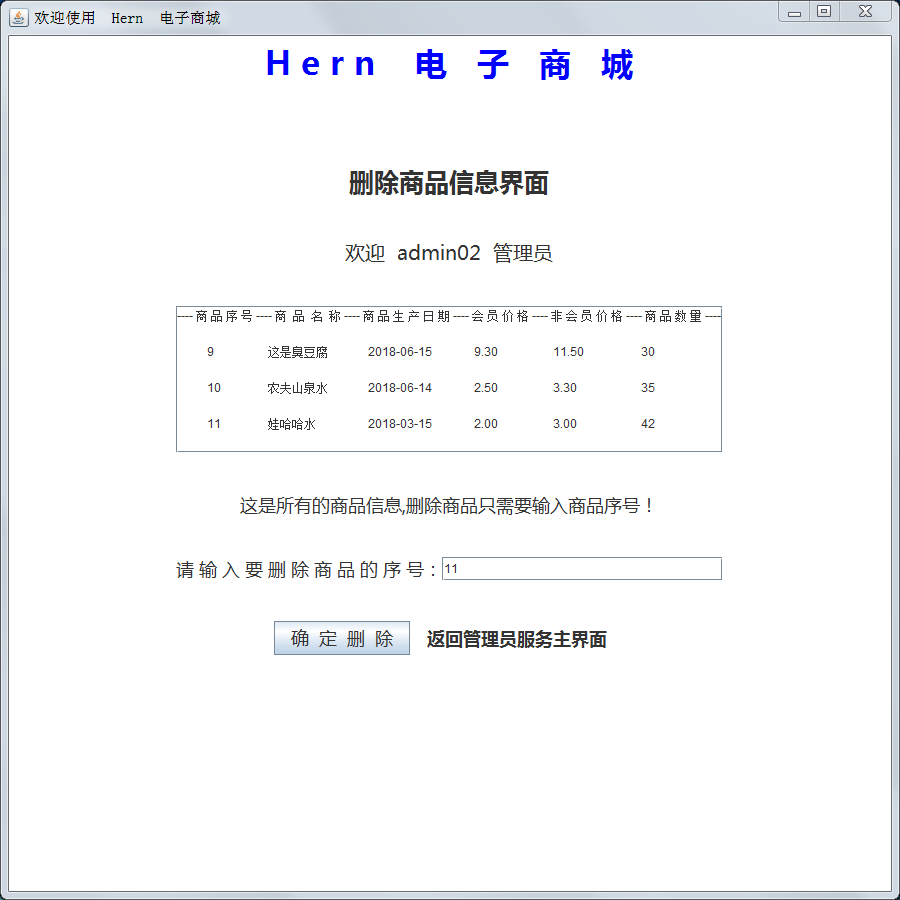 欢迎使用 Hern 电子商城
Hern 电 子 商 城
删除商品信息界面
欢迎 admin02 管理员
----商品序号----商 品 名 称----商品生产日期----会员价格----非会员价格----商品数量----
9 这是臭豆腐 2018-06-15 9.30 11.50 30
10 农夫山泉水 2018-06-14 2.50 3.30 35
11 娃哈哈水 2018-03-15 2.00 3.00 42
这是所有的商品信息,删除商品只需要输入商品序号！
请输入要删除商品的序号：11
确 定 删 除 返回管理员服务主界面